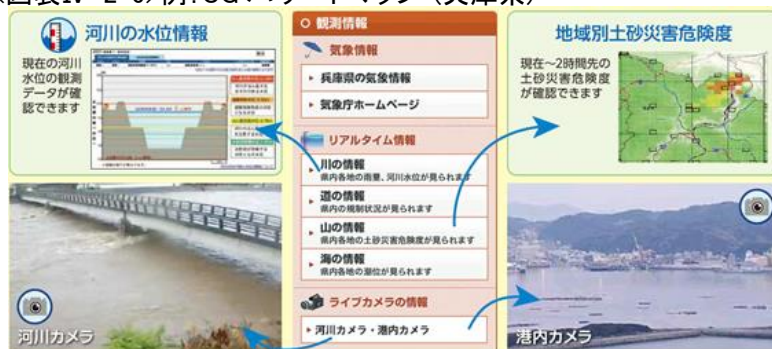 河川の水位情報
現在の河川
水位の観測
データが確
認できます
河川カメラ
観測情報
気象情報
兵庫県の気象情報
気象庁ホームページ
リアルタイム情報
川の情報
県内各地の雨量、河川水位が見られます
道の情報
県内の規制状況が見られます
山の情報
県内各地の土砂災害危険度が見られます
海の情報
県内各地の潮位が見られます
ライブカメラの情報
河川カメラ・港内カメラ
地域別土砂災害危険度
現在~2時間先の
土砂災害危険度
が確認できます
港内カメラ